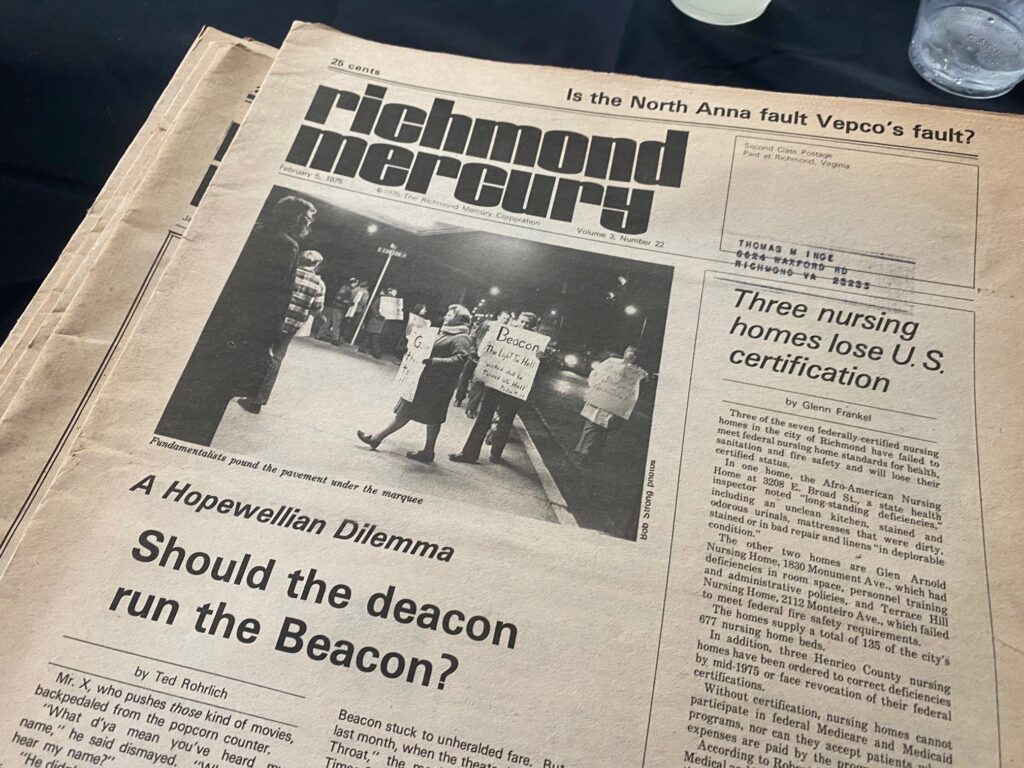 25 cents
Is the North Anna fault Vepco's fault?
richmond
mercury
February 5, 1975
© 1975 The Richmond Mercury Corporation
Volume 3, Number 22
Second Class Postage
Paid at Richmond, Virginia
THOMAS M INGE
6624 WAXFORD RD
RICHMOND VA 23235
Beacon
The Light To Hell
Fundamentalists pound the pavement under the marquee
Bob Strong photos
A Hopewellian Dilemma
Should the deacon
run the Beacon?
by Ted Rohrlich
Mr. X, who pushes those kind of movies,
backpedaled from the popcorn counter.
"What d'ya mean you've heard my
name," he said dismayed.
hear my name?"
"He didn't
Beacon stuck to unheralded fare. But
last month, when the theate
Throat," the mo
Three nursing
homes lose U.S.
certification
by Glenn Frankel
Three of the seven federally-certified nursing
homes in the city of Richmond have failed to
meet federal nursing home standards for health,
sanitation and fire safety and will lose their
certified status.
In one home, the Afro-American Nursing
Home at 3208 E. Broad St., a state health
inspector noted "long-standing deficiencies,"
including an unclean kitchen, stained and
odorous urinals, mattresses that were dirty,
stained or in bad repair and linens "in deplorable
condition."
The other two homes are Glen Arnold
Nursing Home, 1830 Monument Ave., which had
deficiencies in room space, personnel training
and administrative policies, and Terrace Hill
Nursing Home, 2112 Monteiro Ave., which failed
to meet federal fire safety requirements.
The homes supply a total of 135 of the city's
677 nursing home beds.
In addition, three Henrico County nursing
homes have been ordered to correct deficiencies
by mid-1975 or face revocation of their federal
certifications.
Without certification, nursing homes cannot
participate in federal Medicare and Medicaid
programs, nor can they accept patients
expenses are paid by the
According to
Medical